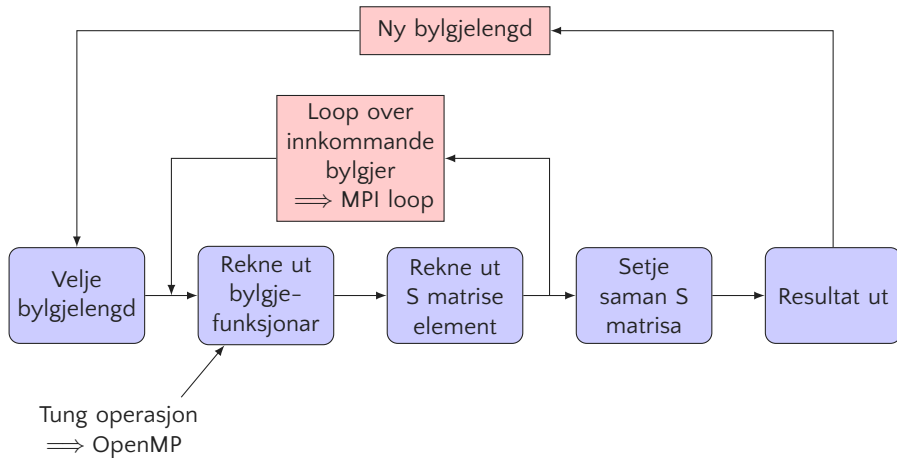 Ny bylgjelengd
Loop over
innkommande
bylgjer
⟹ MPI loop
Velje
bylgjelengd
Rekne ut
bylgje-
funksjonar
Rekne ut
S matrise
element
Setje
saman S
matrisa
Resultat ut
Tung operasjon
⟹ OpenMP